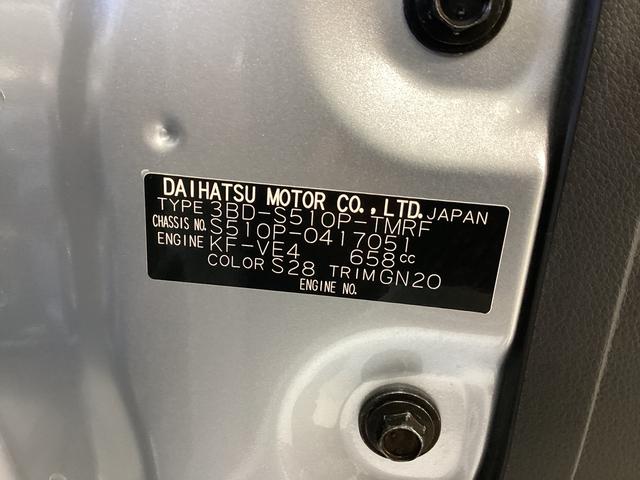 DAIHATSU MOTOR CO., LTD. JAPAN
TYPE 3BD-S510P-TMRF
CHASSIS NO. S510P-0417051
ENGINE KF-VE4 658cc
COLOR S28 TRIM GN20
ENGINE NO.